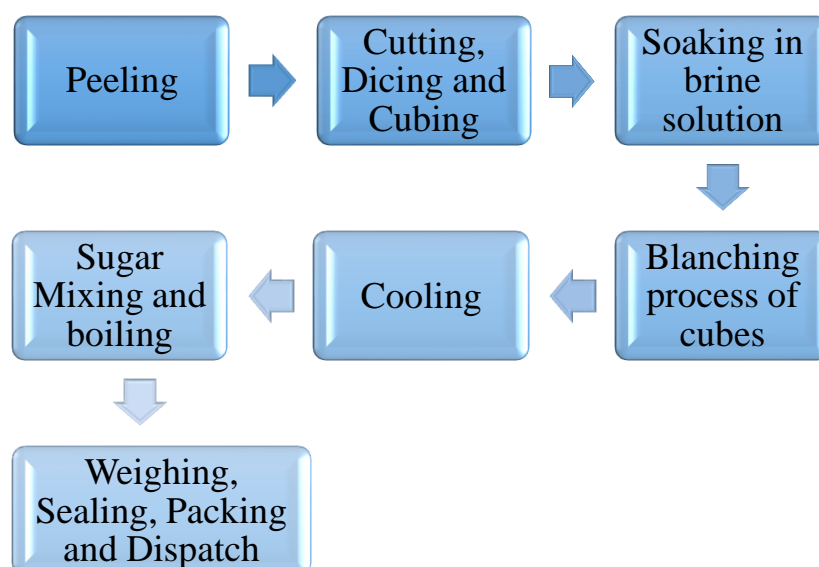 Peeling
Cutting,
Dicing and
Cubing
Soaking in
brine
solution
Blanching
process of
cubes
Cooling
Sugar
Mixing and
boiling
Weighing,
Sealing, Packing
and Dispatch